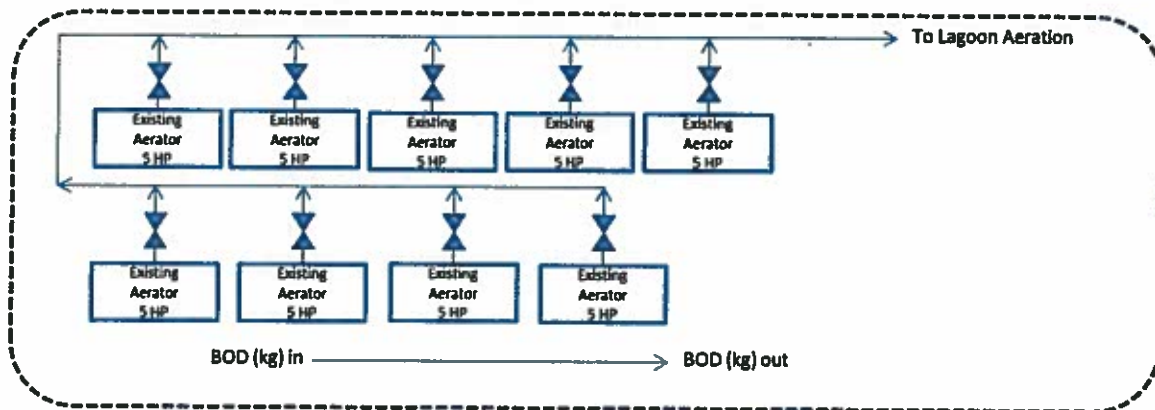 To Lagoon Aeration
Existing
Aerator
5 HP
Existing
Aerator
5 HP
Existing
Aerator
5 HP
Existing
Aerator
5 HP
Existing
Aerator
5 HP
Existing
Aerator
5 HP
Existing
Aerator
5 HP
Existing
Aerator
5 HP
Existing
Aerator
5 HP
BOD (kg) in
BOD (kg) out